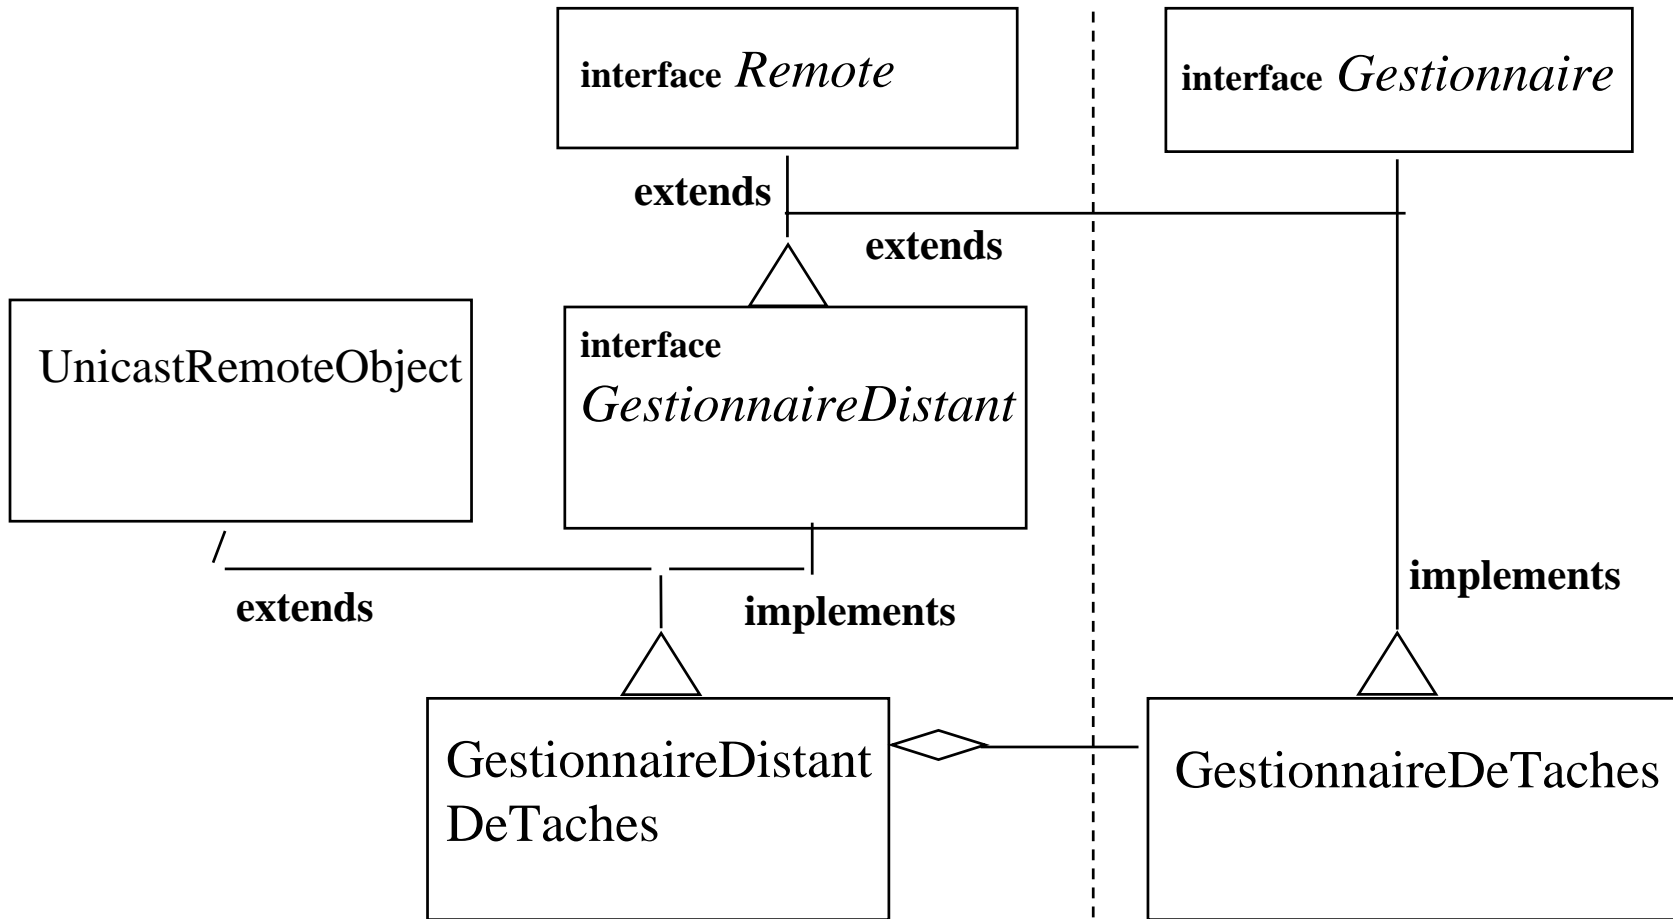 interface Remote
interface Gestionnaire
extends
extends
UnicastRemoteObject
interface
GestionnaireDistant
extends
implements
implements
GestionnaireDistant
DeTaches
GestionnaireDeTaches